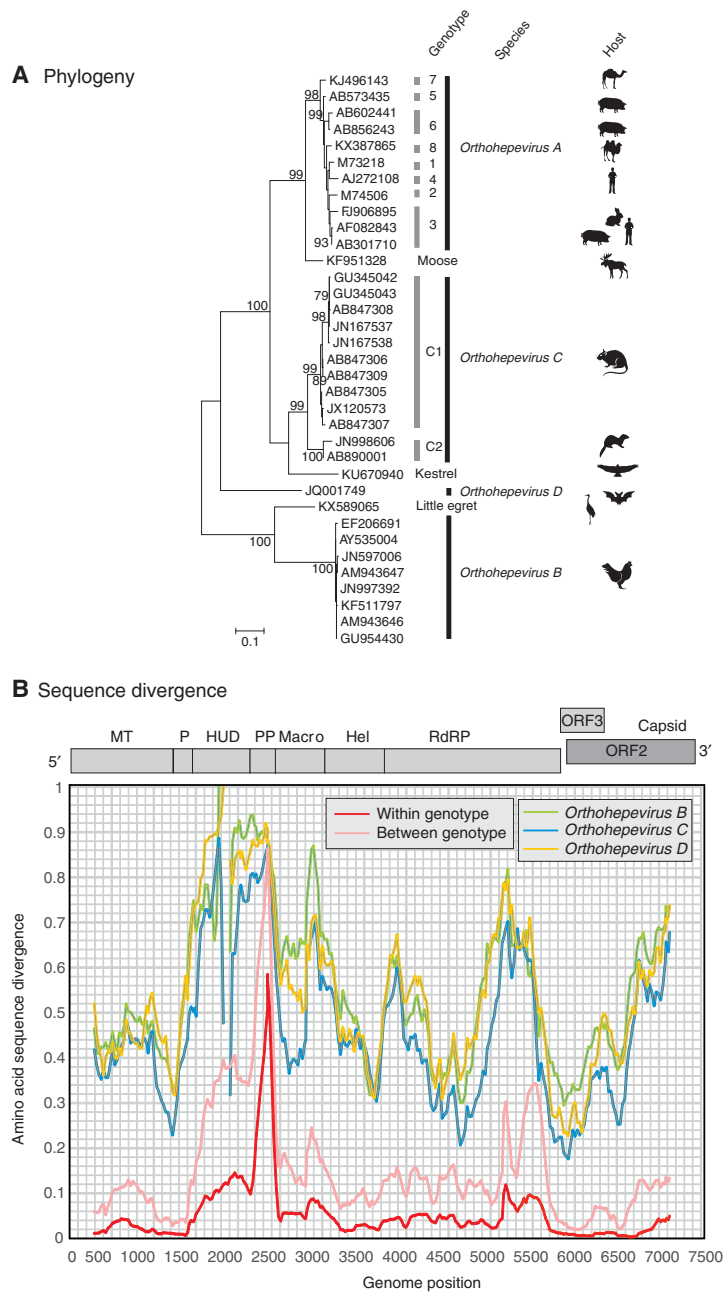 Genotype Species Host
A Phylogeny
KJ496143 7
98 AB573435 5
99 AB602441
AB856243 6
KX387865 8 Orthohepevirus A
M73218 1
99 AJ272108 4
M74506 2
FJ906895
AF082843 3
93 AB301710
KF951328 Moose
GU345042
79 GU345043
100 AB847308
98 JN167537
JN167538
AB847306 C1 Orthohepevirus C
99 AB847309
89 AB847305
JX120573
99 AB847307
JN998606
100 AB890001 C2
KU670940 Kestrel
JQ001749 Orthohepevirus D
KX589065 Little egret
EF206691
100 AY535004
JN597006
100 AM943647 Orthohepevirus B
JN997392
KF511797
AM943646
0.1 GU954430
B Sequence divergence
ORF3 Capsid
MT P HUD PP Macro Hel RdRP
5′ ORF2 3′
1
Within genotype
Between genotype
Orthohepevirus B
Orthohepevirus C
Orthohepevirus D
0.9
0.8
0.7
0.6
0.5
0.4
0.3
0.2
0.1
0
Amino acid sequence divergence
0 500 1000 1500 2000 2500 3000 3500 4000 4500 5000 5500 6000 6500 7000 7500
Genome position